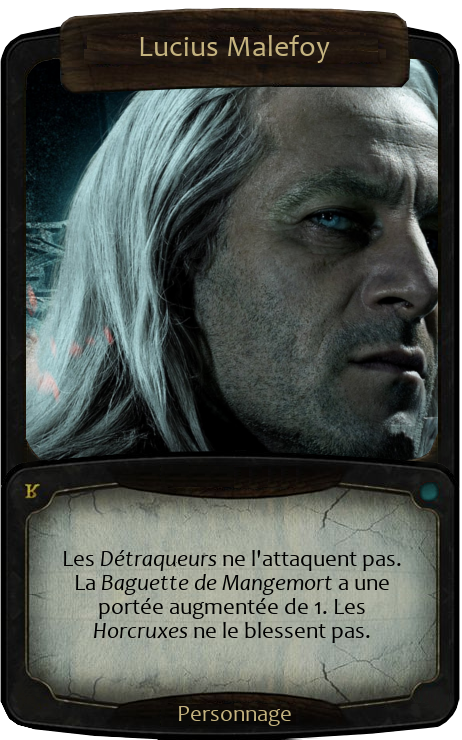 Lucius Malefoy
Les Détraqueurs ne l'attaquent pas.
La Baguette de Mangemort a une
portée augmentée de 1. Les
Horcruxes ne le blessent pas.
Personnage